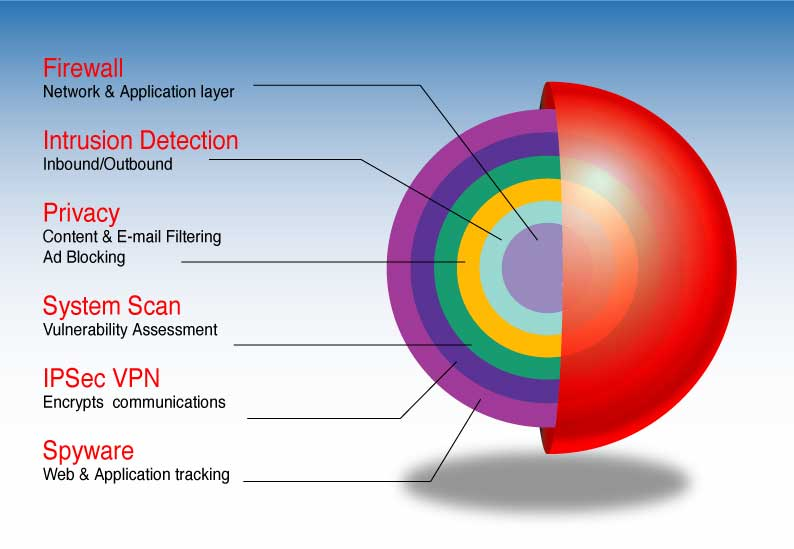 Firewall
Network & Application layer
Intrusion Detection
Inbound/Outbound
Privacy
Content & E-mail Filtering
Ad Blocking
System Scan
Vulnerability Assessment
IPSec VPN
Encrypts communications
Spyware
Web & Application tracking